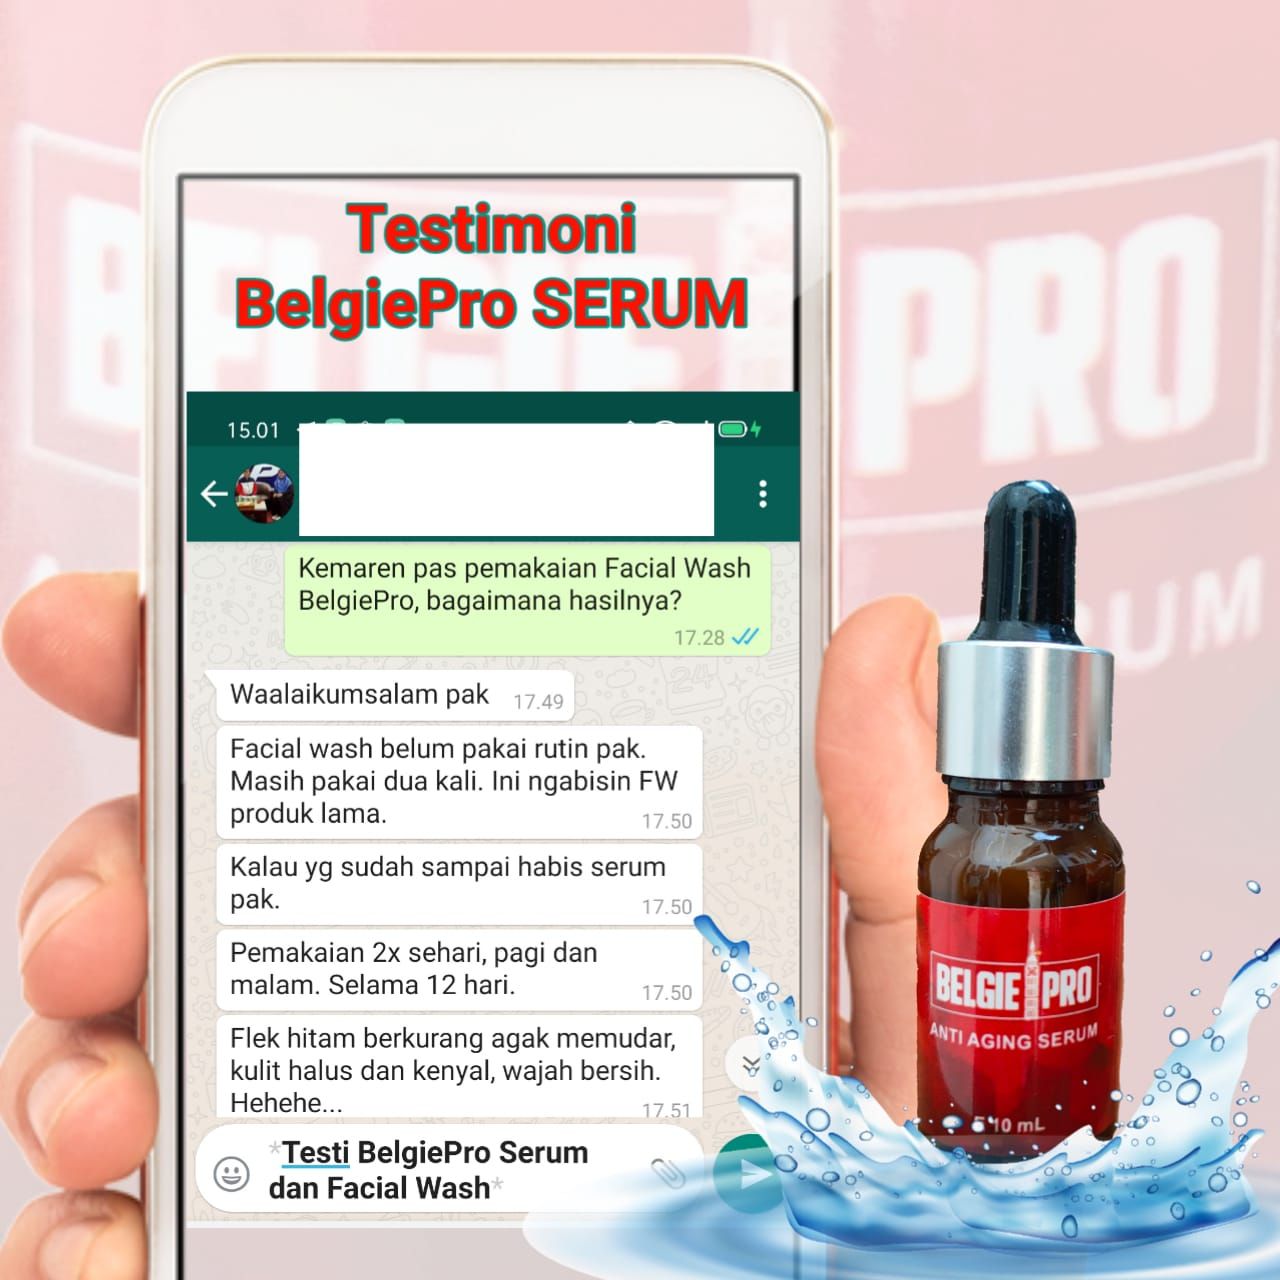 Testimoni
BelgiePro SERUM
15.01
Kemaren pas pemakaian Facial Wash
BelgiePro, bagaimana hasilnya?
17.28
Waalaikumsalam pak 17.49
Facial wash belum pakai rutin pak.
Masih pakai dua kali. Ini ngabisin FW
produk lama. 17.50
Kalau yg sudah sampai habis serum
pak. 17.50
Pemakaian 2x sehari, pagi dan
malam. Selama 12 hari. 17.50
Flek hitam berkurang agak memudar,
kulit halus dan kenyal, wajah bersih.
Hehehe... 17.51
*Testi BelgiePro Serum
dan Facial Wash*
BELGIE PRO
ANTI AGING SERUM
10 mL
BELGIE PRO
UM